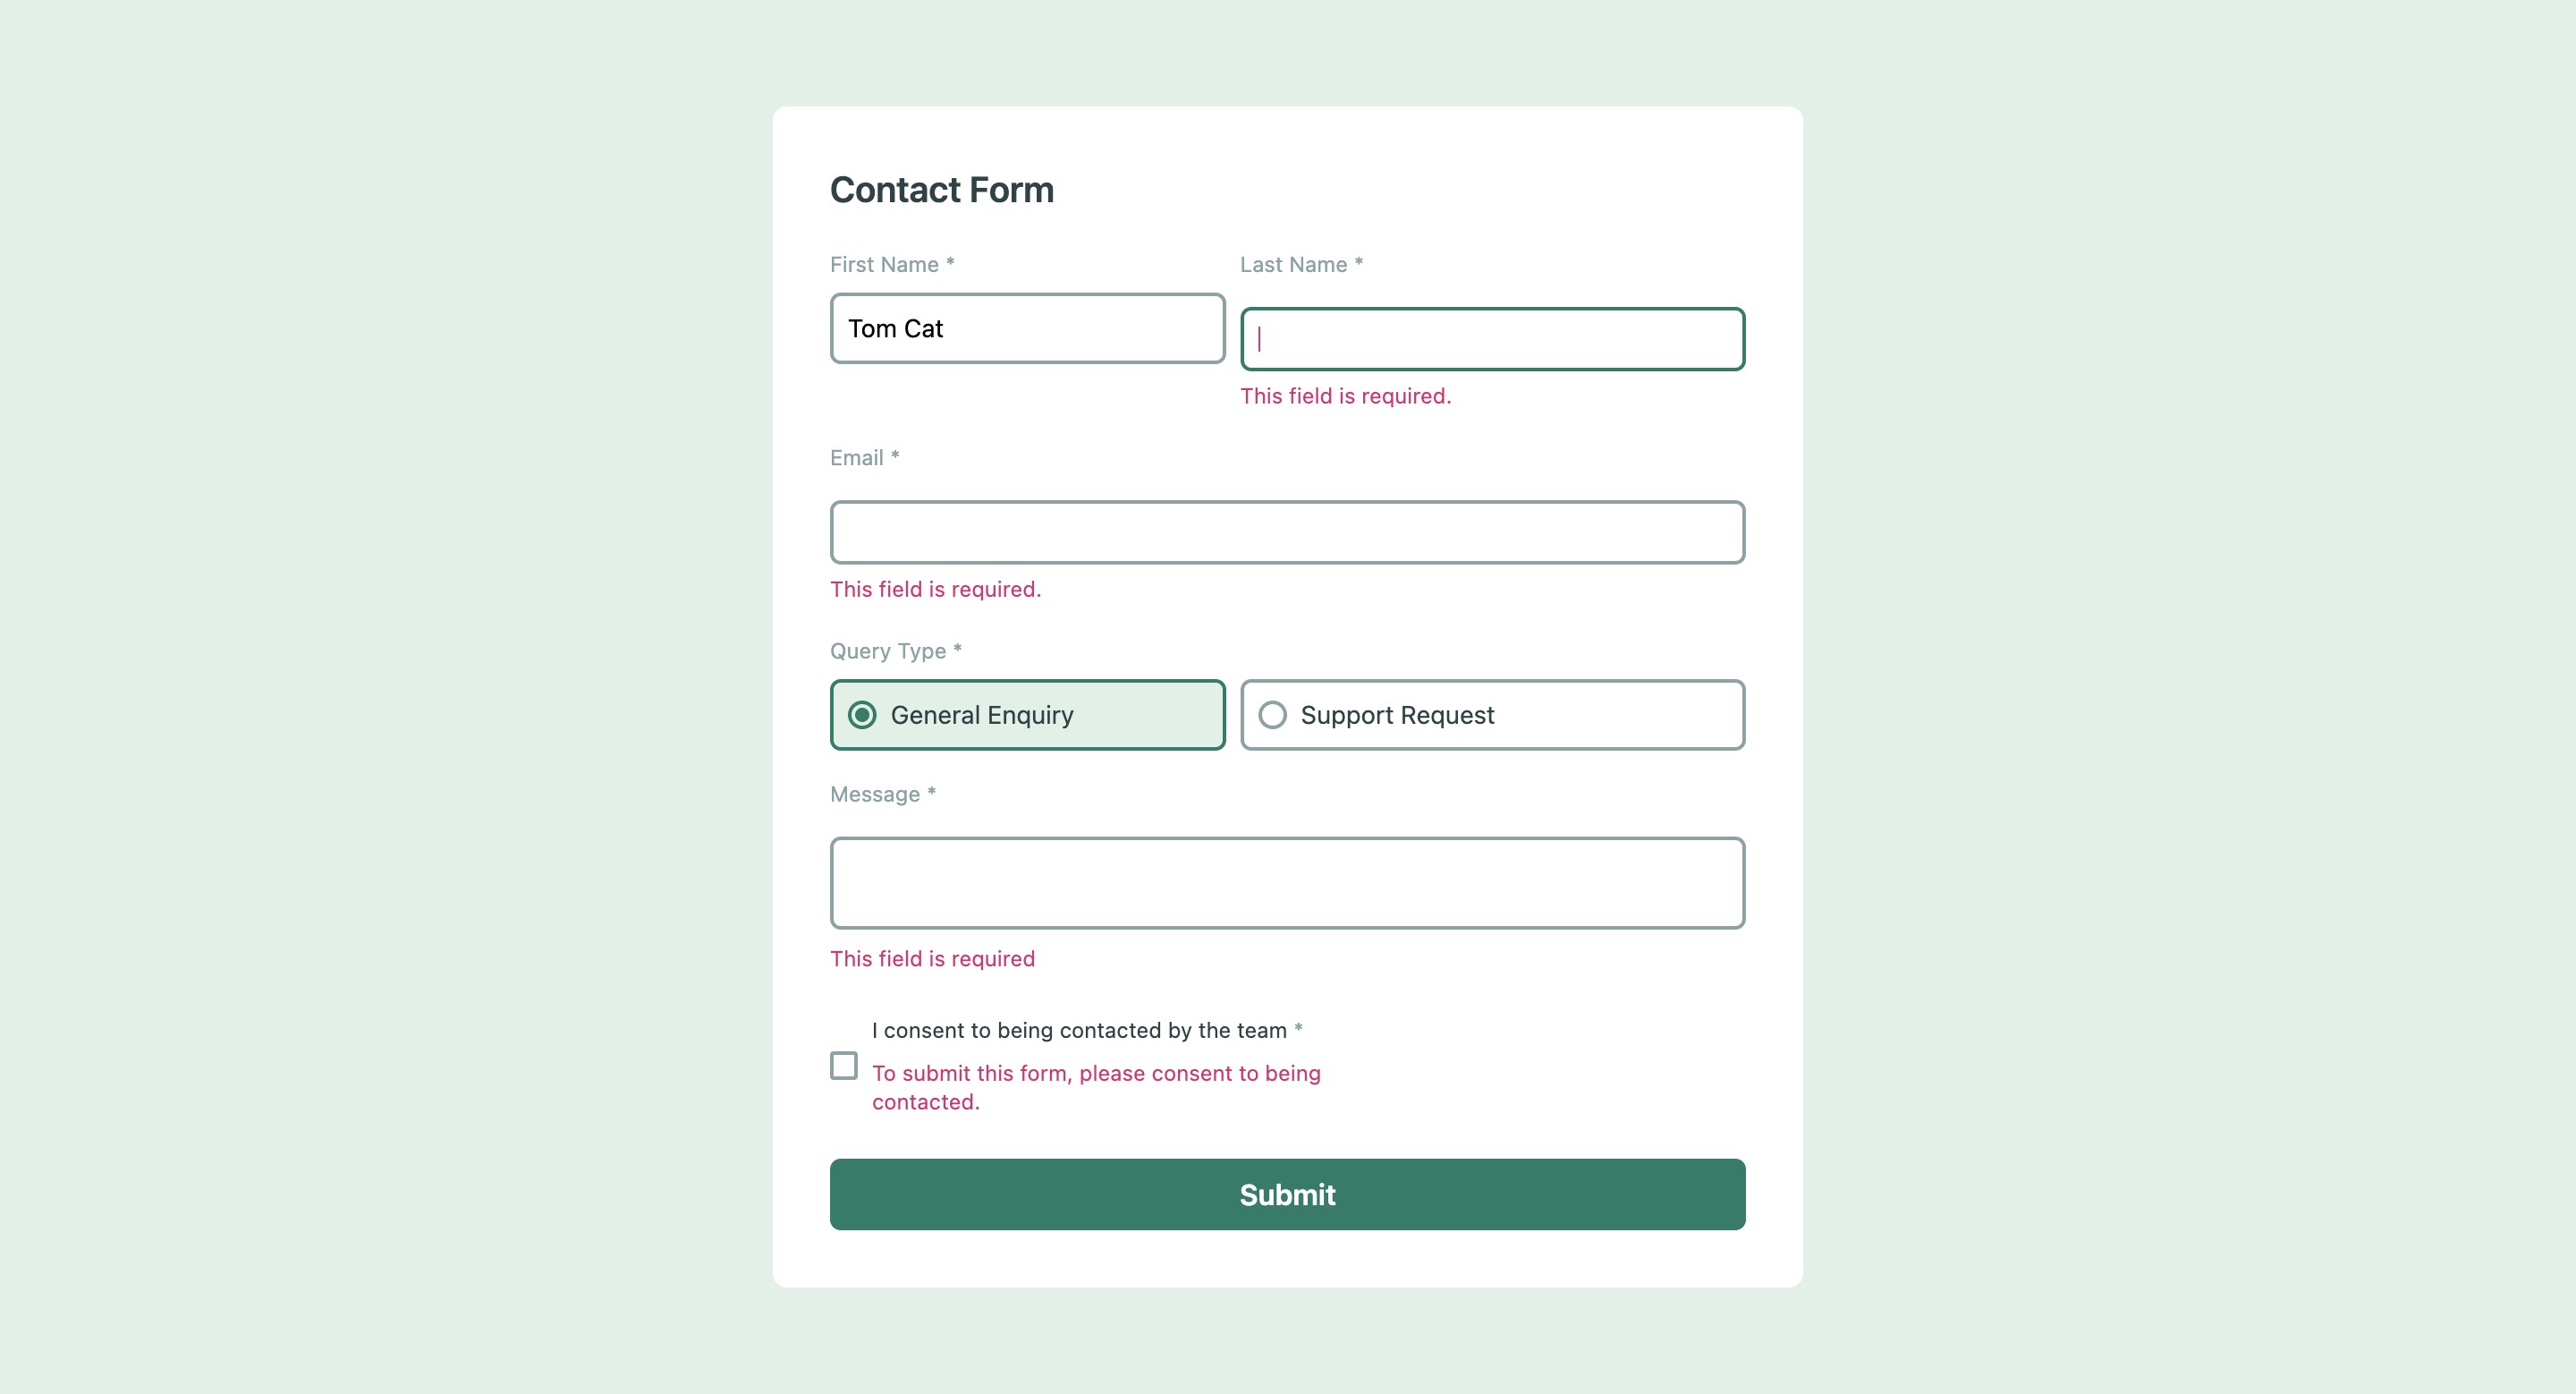 Contact Form
First Name *
Last Name *
Tom Cat
This field is required.
Email *
This field is required.
Query Type *
General Enquiry
Support Request
Message *
This field is required
I consent to being contacted by the team *
To submit this form, please consent to being
contacted.
Submit